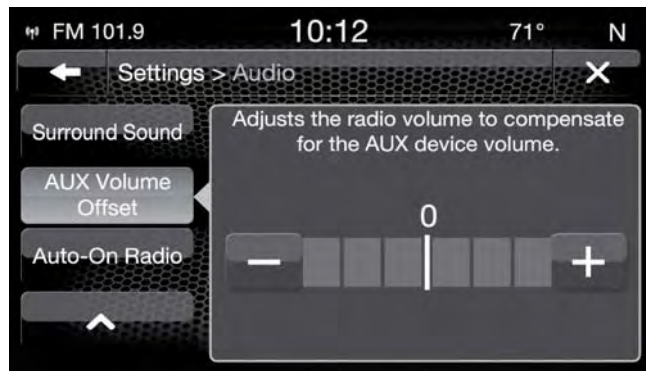 FM 101.9 10:12 71° N
Settings > Audio
Surround Sound
AUX Volume
Offset
Auto-On Radio
Adjusts the radio volume to compensate
for the AUX device volume.
0
− +